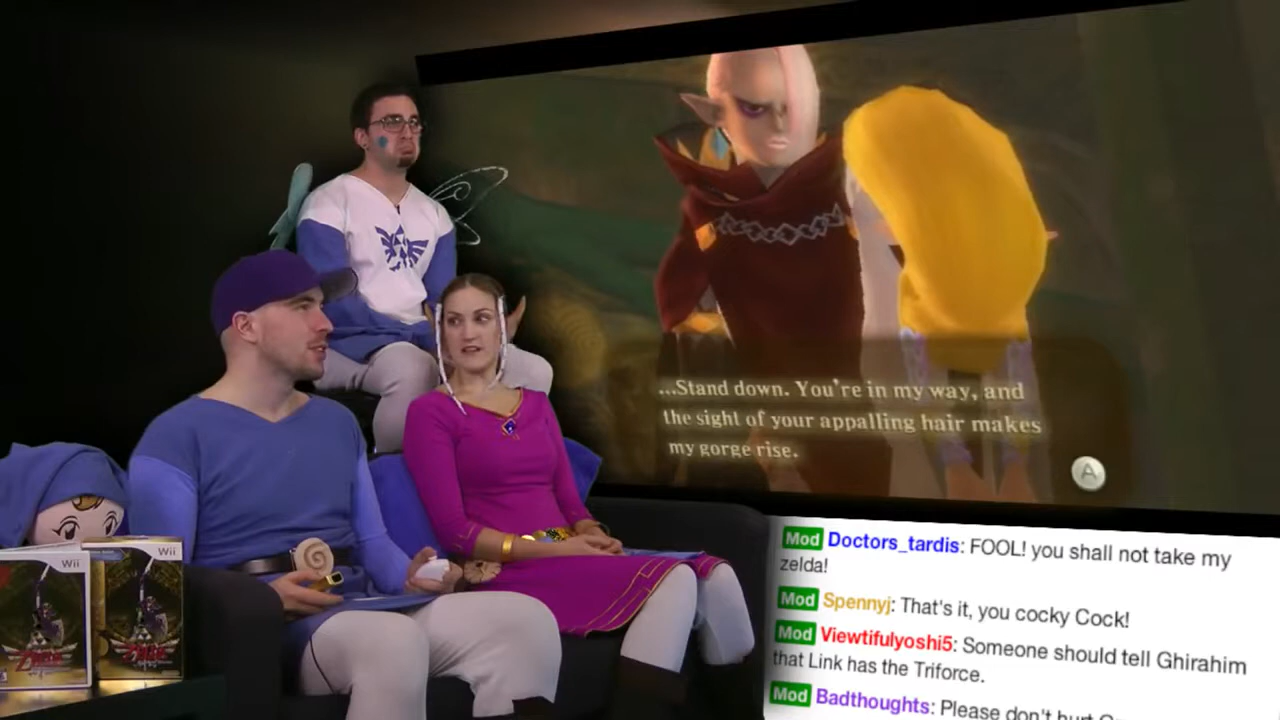 ...Stand down. You're in my way, and
the sight of your appalling hair makes
my gorge rise.
A
Mod Doctors_tardis: FOOL! you shall not take my
zelda!
Mod Spennyj: That's it, you cocky Cock!
Mod Viewtifulyoshi5: Someone should tell Ghirahim
that Link has the Triforce.
Mod Badthoughts: Please don't hurt
Wii
Wii
Zelda
Zelda